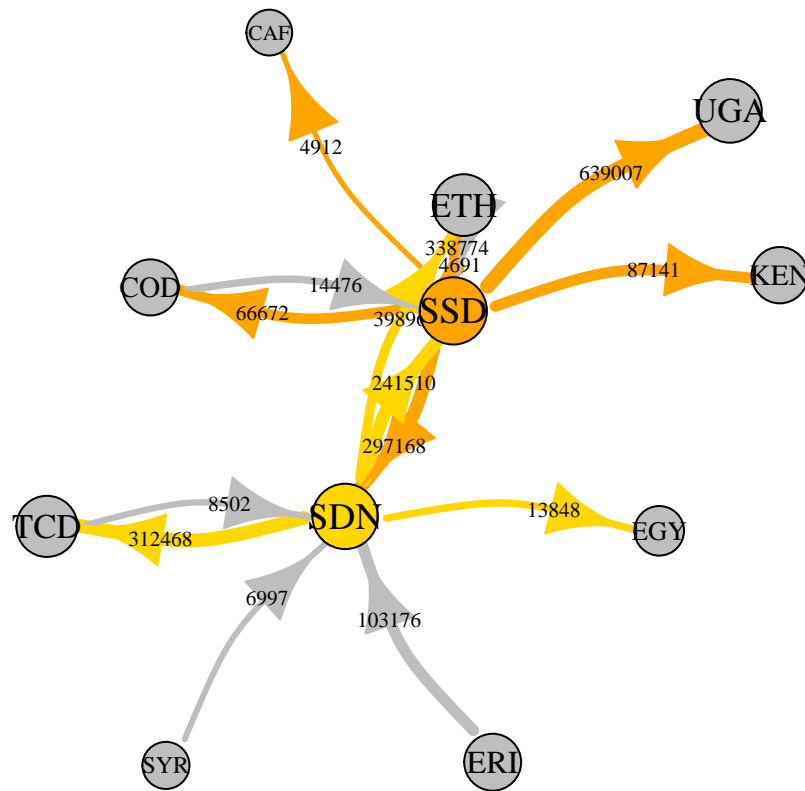 CAF
UGA
4912
639007
ETH
338774
4691
KEN
87141
COD
14476
SSD
66672
241510
297168
8502
TCD
SDN
13848
EGY
312468
6997
103176
SYR
ERI